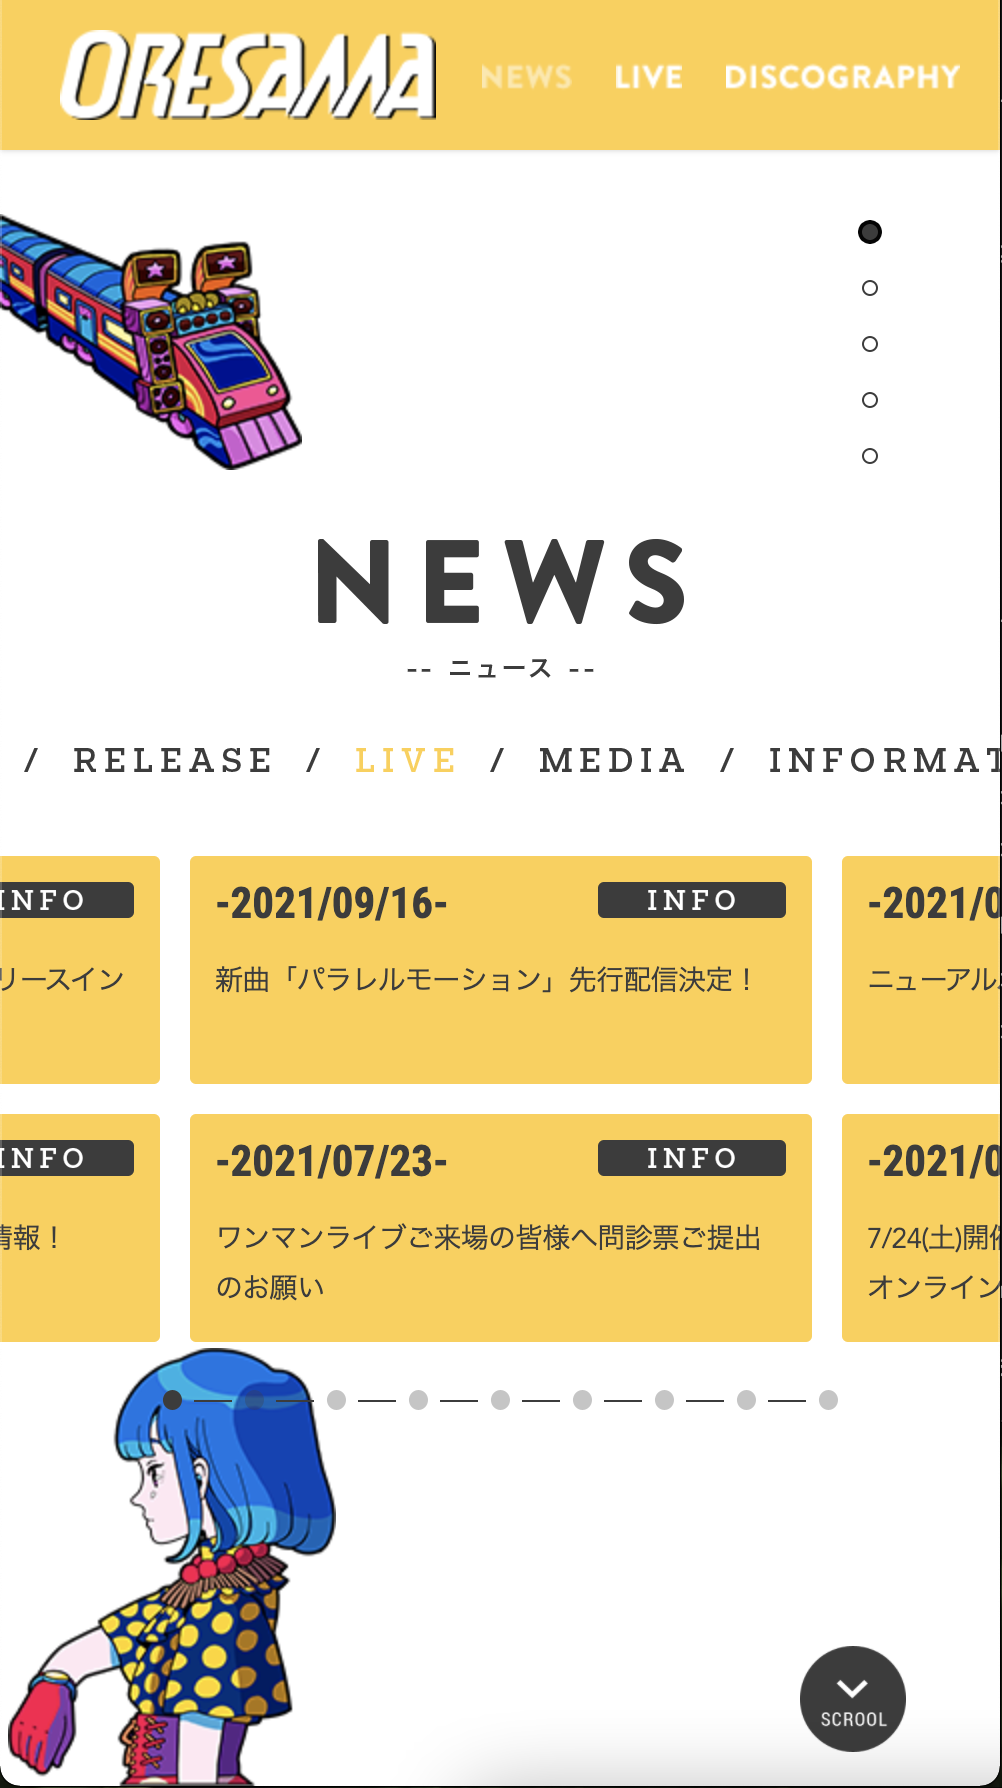 ORESAMA NEWS LIVE DISCOGRAPHY
NEWS
-- ニュース --
/ RELEASE / LIVE / MEDIA / INFORMAT
INFO
リースイン
-2021/09/16- INFO
新曲「パラレルモーション」先行配信決定！
-2021/0
ニューアル
INFO
情報！
-2021/07/23- INFO
ワンマンライブご来場の皆様へ問診票ご提出
のお願い
-2021/0
7/24(土)開催
オンライン
SCROOL